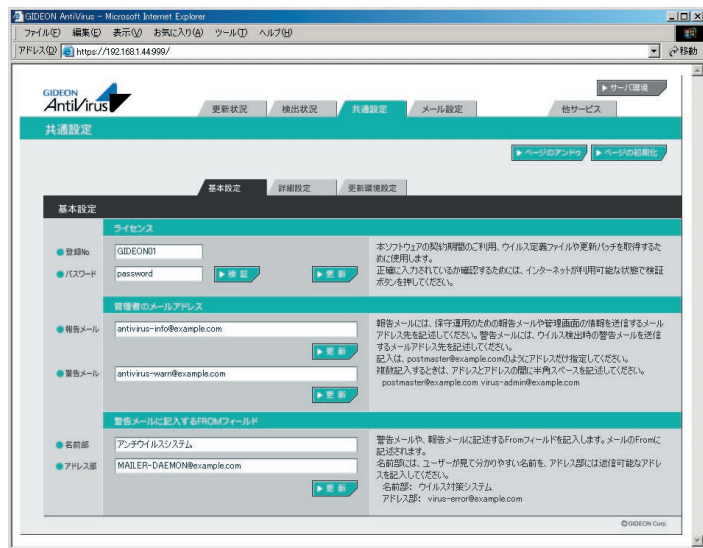 GIDEON AntiVirus - Microsoft Internet Explorer
ファイル(F) 編集(E) 表示(V) お気に入り(A) ツール(T) ヘルプ(H)
アドレス(D) https://192.168.1.44:999/ 移動
サーバ環境
GIDEON
AntiVirus
更新状況 検出状況 共通設定 メール設定 他サービス
共通設定
ページのアンドゥ ページの初期化
基本設定 詳細設定 更新環境設定
基本設定
ライセンス
登録No. GIDEON01
パスワード password 検証 更新
本ソフトウェアの契約期間のご利用、ウイルス定義ファイルや更新パッチを取得するた
めに使用します。
正確に入力されているか確認するためには、インターネットが利用可能な状態で検証
ボタンを押してください。
管理者のメールアドレス
報告メール antivirus-info@example.com
更新
警告メール antivirus-warn@example.com
更新
報告メールには、保守運用のための報告メールや管理画面の情報を送信するメール
アドレス先を記述してください。警告メールには、ウイルス検出時の警告メールを送信
するメールアドレス先を記述してください。
記入は、postmaster@example.comのようにアドレスだけ指定してください。
複数記入するときは、アドレスとアドレスの間に半角スペースを記述してください。
postmaster@example.com virus-admin@example.com
警告メールに記入するFROMフィールド
名前部 アンチウイルスシステム
アドレス部 MAILER-DAEMON@example.com
更新
警告メールや、報告メールに記述するFromフィールドを記入します。メールのFromに
記述されます。
名前部には、ユーザーが見て分かりやすい名前を、アドレス部には返信可能なアドレ
スを記入してください。
名前部： ウイルス対策システム
アドレス部： virus-error@example.com
©GIDEON Corp.